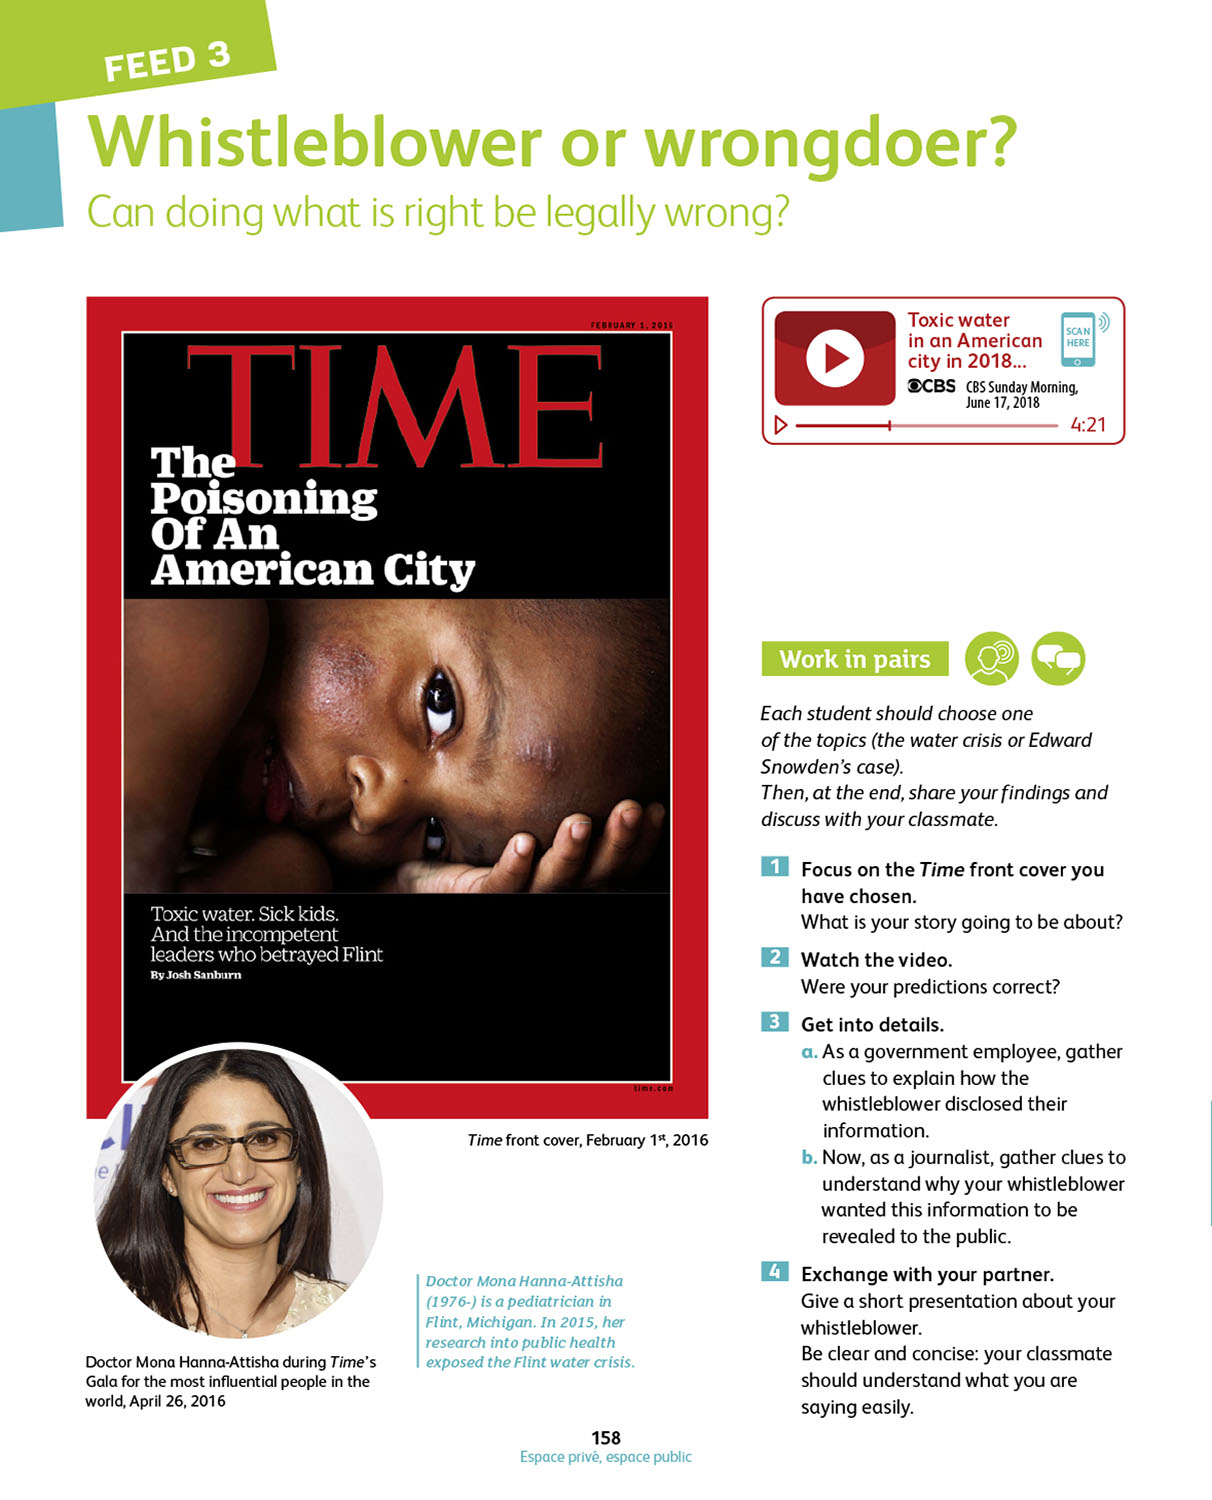 FEED 3
Whistleblower or wrongdoer?
Can doing what is right be legally wrong?
FEBRUARY 1, 2016
TIME
The
Poisoning
Of An
American City
Toxic water. Sick kids.
And the incompetent
leaders who betrayed Flint
By Josh Sanburn
time.com
Time front cover, February 1st, 2016
Doctor Mona Hanna-Attisha during Time's
Gala for the most influential people in the
world, April 26, 2016
Doctor Mona Hanna-Attisha
(1976-) is a pediatrician in
Flint, Michigan. In 2015, her
research into public health
exposed the Flint water crisis.
Toxic water
in an American
city in 2018...
SCAN
HERE
CBS CBS Sunday Morning,
June 17, 2018
4:21
Work in pairs
Each student should choose one
of the topics (the water crisis or Edward
Snowden's case).
Then, at the end, share your findings and
discuss with your classmate.
1 Focus on the Time front cover you
have chosen.
What is your story going to be about?
2 Watch the video.
Were your predictions correct?
3 Get into details.
a. As a government employee, gather
clues to explain how the
whistleblower disclosed their
information.
b. Now, as a journalist, gather clues to
understand why your whistleblower
wanted this information to be
revealed to the public.
4 Exchange with your partner.
Give a short presentation about your
whistleblower.
Be clear and concise: your classmate
should understand what you are
saying easily.
158
Espace privé, espace public